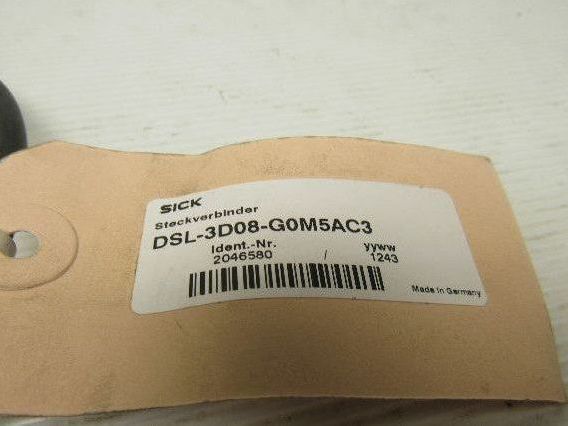 SICK
Steckverbinder
DSL-3D08-G0M5AC3
Ident.-Nr. yyww
2046580 / 1243
Made in Germany